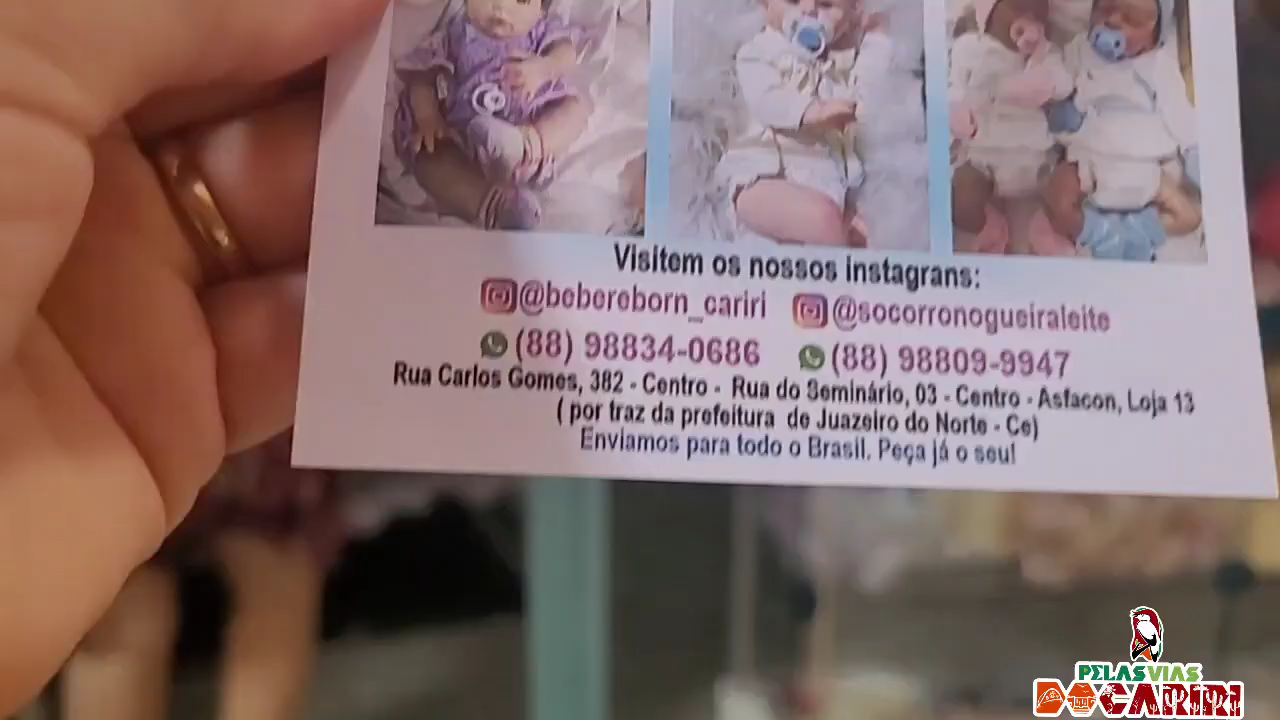 Visitem os nossos instagrans:
@bebereborn_cariri @socorronogueiraleite
(88) 98834-0686 (88) 98809-9947
Rua Carlos Gomes, 382 - Centro - Rua do Seminário, 03 - Centro - Asfacon, Loja 13
( por traz da prefeitura de Juazeiro do Norte - Ce)
Enviamos para todo o Brasil. Peça já o seu!
PELAS VIAS
DO CARIRI